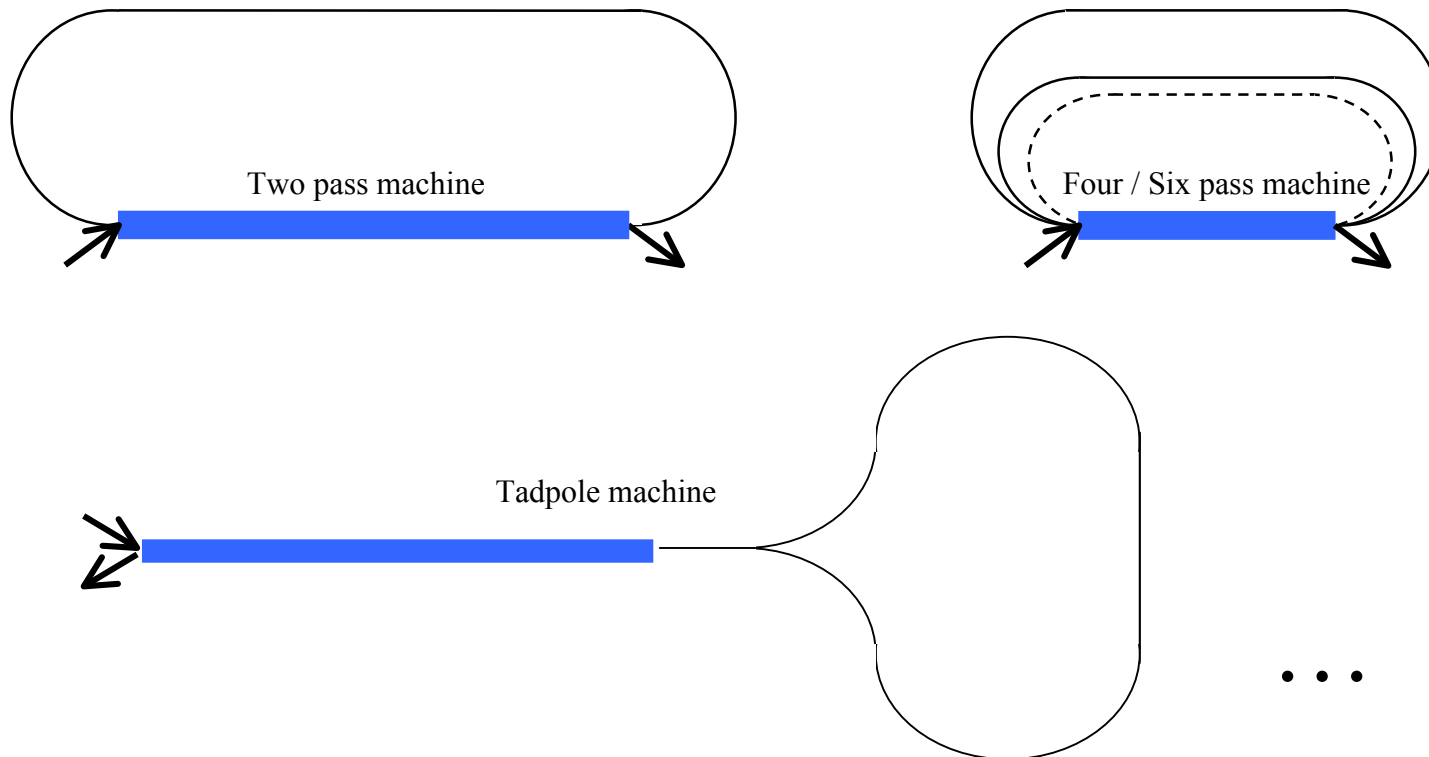 Two pass machine
Four / Six pass machine
Tadpole machine
. . .